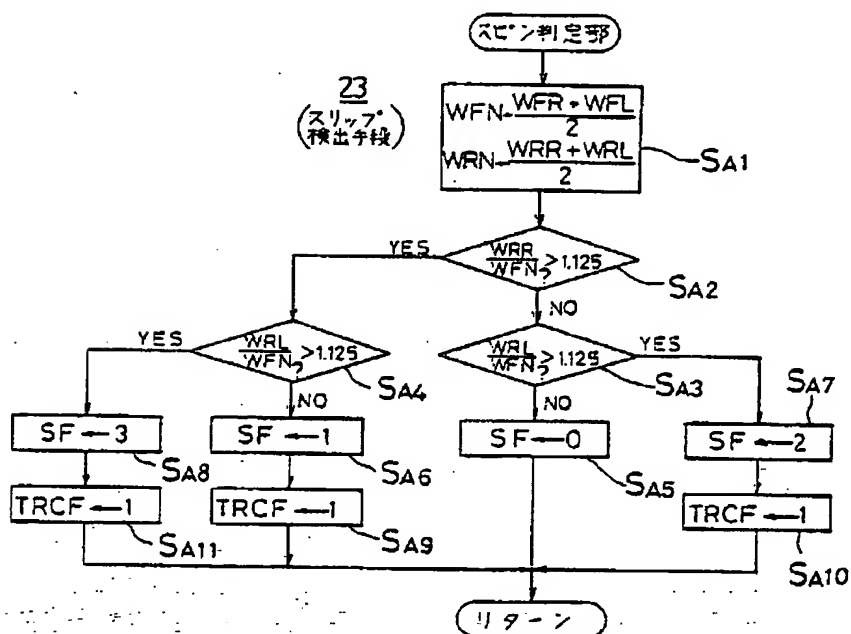 スピン判定部
23
(スリップ
検出手段)
WFN←WFR+WFL/2
WRN←WRR+WRL/2
SA1
YES
WRR/WFN>1.125
?
SA2
NO
YES
WRL/WFN>1.125
?
SA4
NO
WRL/WFN>1.125
?
YES
SA3
NO
SA7
SF←3
SA8
SF←1
SA6
SF←0
SA5
SF←2
TRCF←1
SA11
TRCF←1
SA9
TRCF←1
SA10
リターン